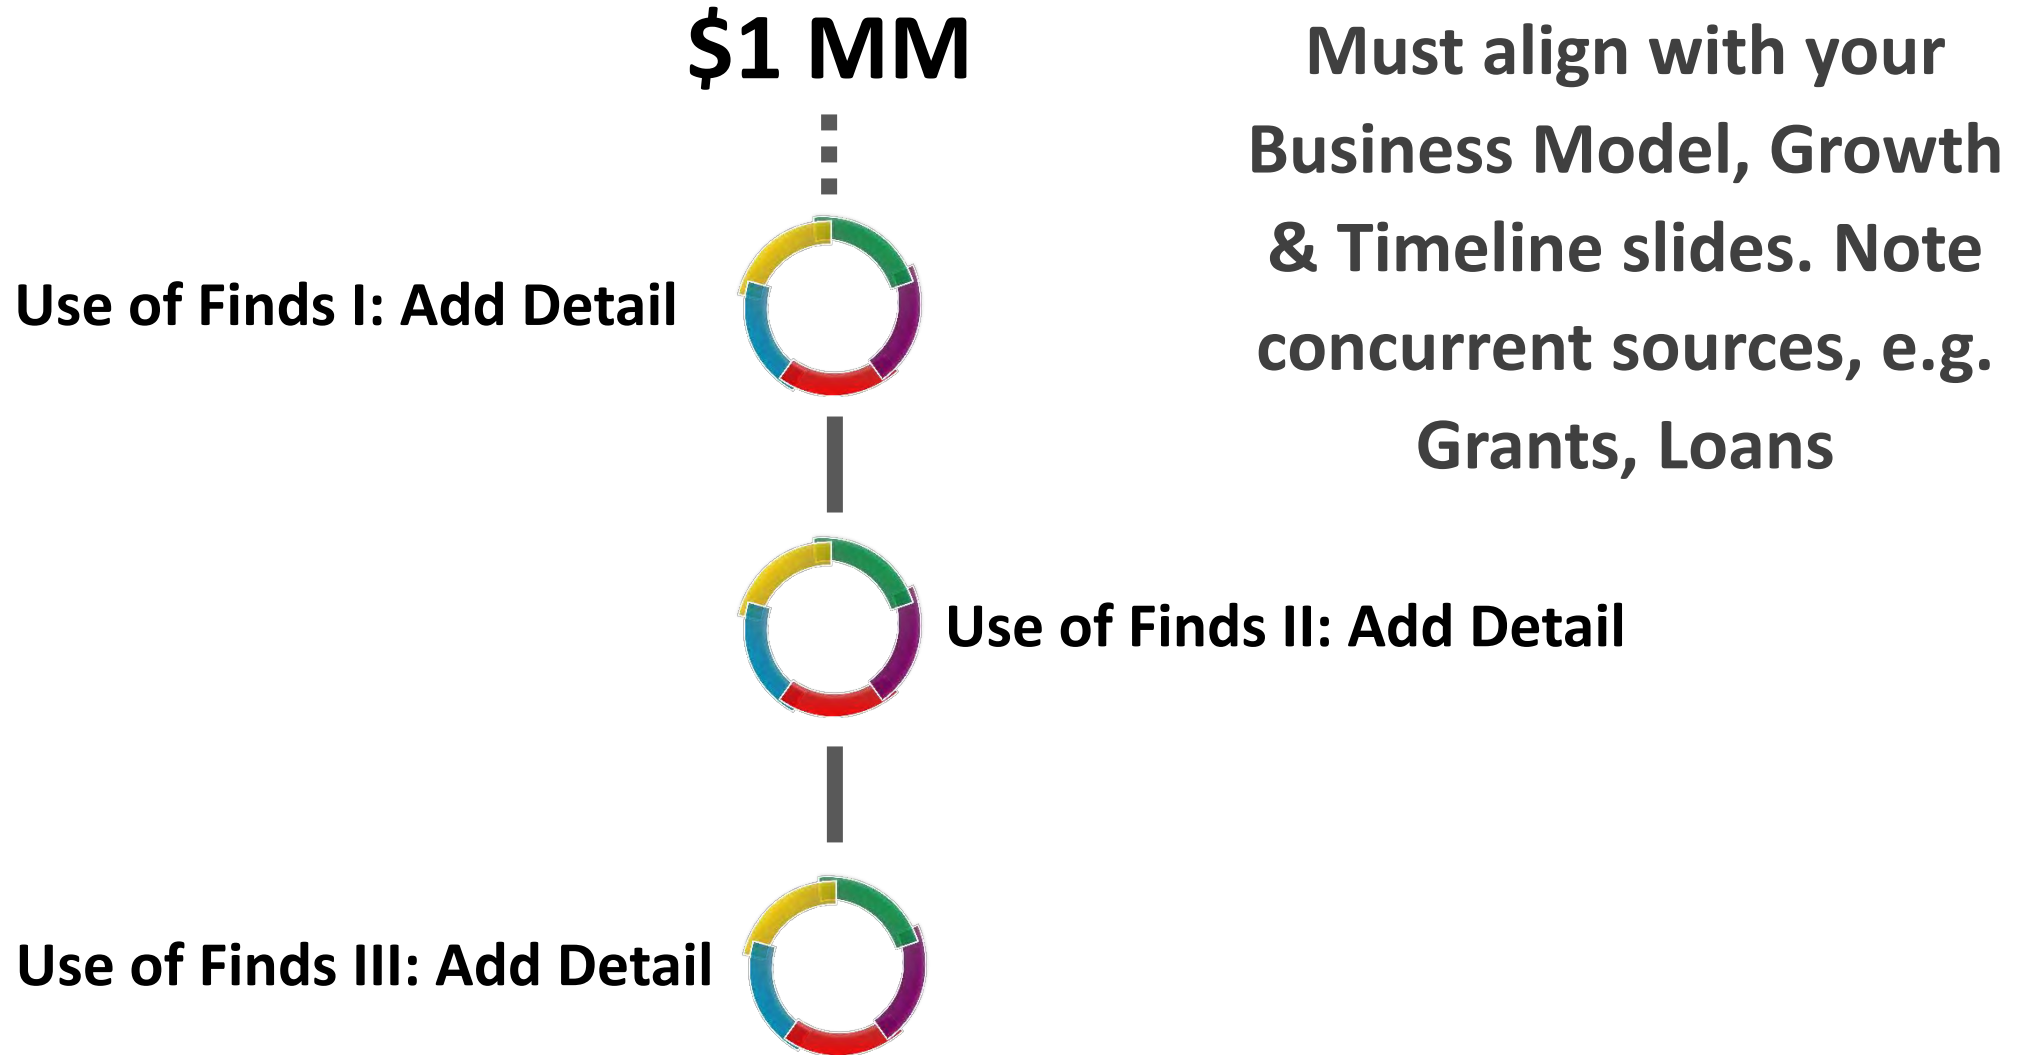 $1 MM
Must align with your
Business Model, Growth
& Timeline slides. Note
concurrent sources, e.g.
Grants, Loans
Use of Finds I: Add Detail
Use of Finds II: Add Detail
Use of Finds III: Add Detail